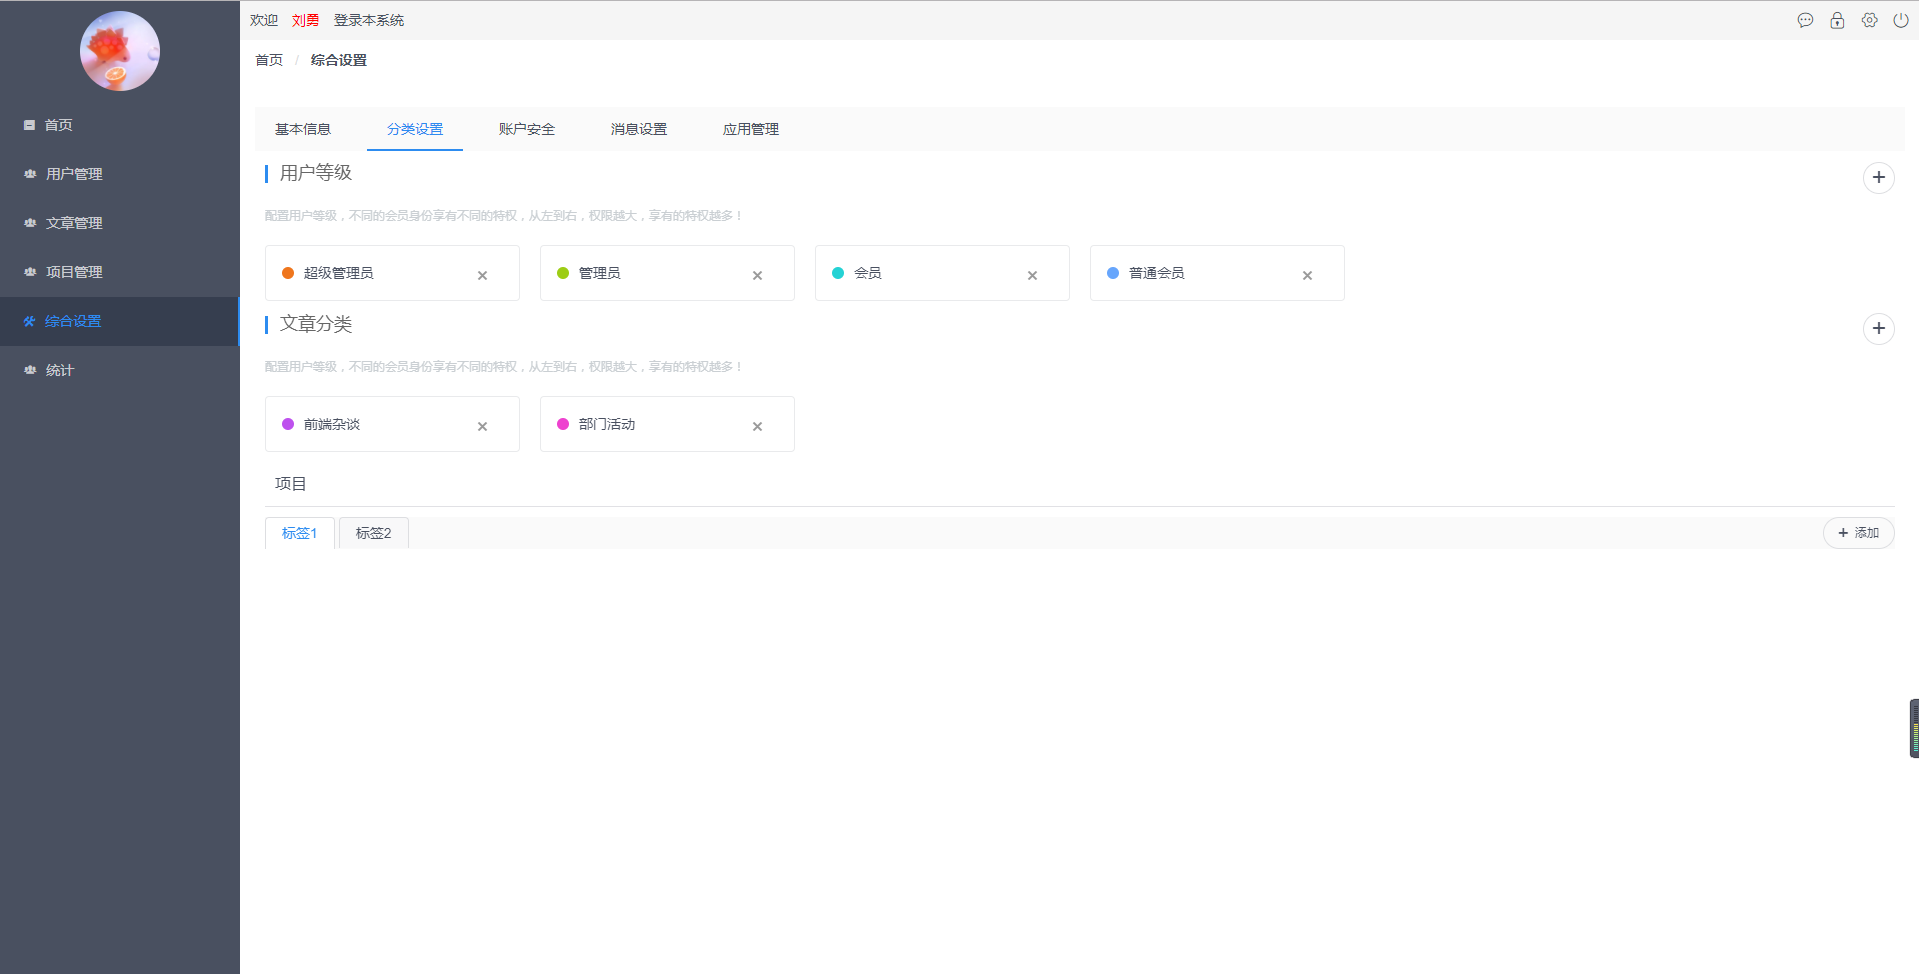 欢迎 刘勇 登录本系统
首页 / 综合设置
首页
用户管理
文章管理
项目管理
综合设置
统计
基本信息 分类设置 账户安全 消息设置 应用管理
用户等级
配置用户等级，不同的会员身份享有不同的特权，从左到右，权限越大，享有的特权越多！
超级管理员 管理员 会员 普通会员
文章分类
配置用户等级，不同的会员身份享有不同的特权，从左到右，权限越大，享有的特权越多！
前端杂谈 部门活动
项目
标签1 标签2 + 添加